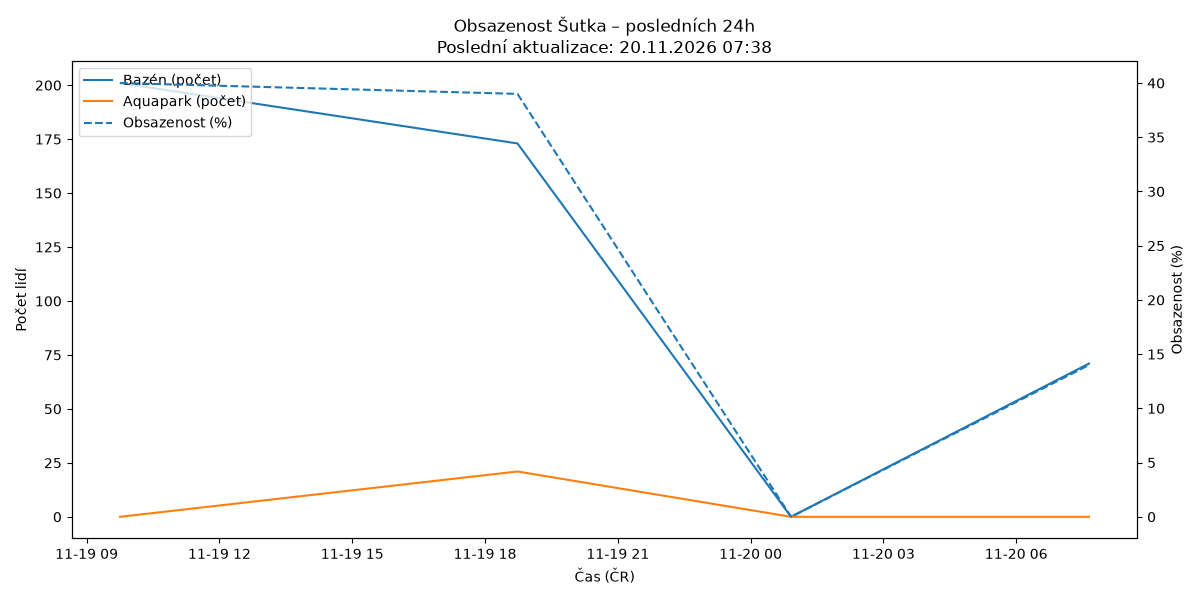 Obsazenost Šutka – posledních 24h
Poslední aktualizace: 20.11.2026 07:38
Bazén (počet)
Aquapark (počet)
Obsazenost (%)
Počet lidí
200
175
150
125
100
75
50
25
0
40
35
30
25
20
15
10
5
0
Obsazenost (%)
11-19 09 11-19 12 11-19 15 11-19 18 11-19 21 11-20 00 11-20 03 11-20 06
Čas (ČR)